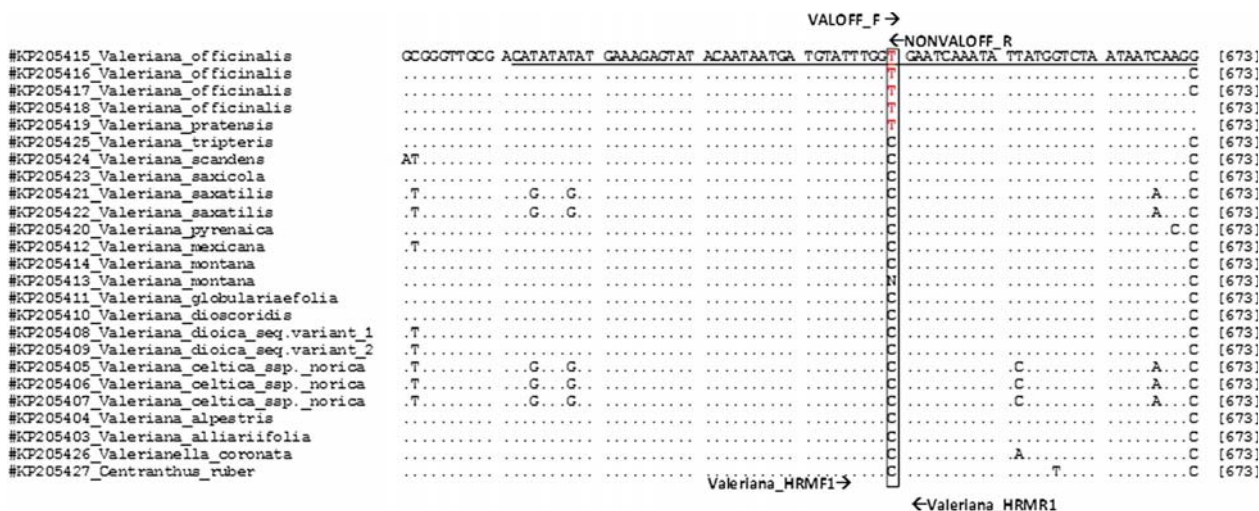 VALOFF_F →
←NONVALOFF_R
#KP205415_Valeriana_officinalis GCGGGTTGCG ACATATATAT GAAAGAGTAT ACAATAATGA TGTATTTGGT GAATCAAATA TTATGGTCTA ATAATCAAGG [673]
#KP205416_Valeriana_officinalis .......... .......... .......... .......... .........T .......... .......... .........C [673]
#KP205417_Valeriana_officinalis .......... .......... .......... .......... .........T .......... .......... .........C [673]
#KP205418_Valeriana_officinalis .......... .......... .......... .......... .........T .......... .......... .......... [673]
#KP205419_Valeriana_pratensis .......... .......... .......... .......... .........T .......... .......... .......... [673]
#KP205425_Valeriana_tripteris .......... .......... .......... .......... .........C .......... .......... .........C [673]
#KP205424_Valeriana_scandens AT........ .......... .......... .......... .........C .......... .......... .........C [673]
#KP205423_Valeriana_saxicola .......... .......... .......... .......... .........C .......... .......... .........C [673]
#KP205421_Valeriana_saxatilis .T........ ..G...G... .......... .......... .........C .......... .......... .....A...C [673]
#KP205422_Valeriana_saxatilis .T........ ..G...G... .......... .......... .........C .......... .......... .....A...C [673]
#KP205420_Valeriana_pyrenaica .......... .......... .......... .......... .........C .......... .......... .......C.C [673]
#KP205412_Valeriana_mexicana .T........ .......... .......... .......... .........C .......... .......... .........C [673]
#KP205414_Valeriana_montana .......... .......... .......... .......... .........C .......... .......... .........C [673]
#KP205413_Valeriana_montana .......... .......... .......... .......... .........N .......... .......... .........C [673]
#KP205411_Valeriana_globulariaefolia .......... .......... .......... .......... .........C .......... .......... .........C [673]
#KP205410_Valeriana_dioscoridis .......... .......... .......... .......... .........C .......... .......... .........C [673]
#KP205408_Valeriana_dioica_seq.variant_1 .T........ .......... .......... .......... .........C .......... .......... .........C [673]
#KP205409_Valeriana_dioica_seq.variant_2 .T........ .......... .......... .......... .........C .......... .......... .........C [673]
#KP205405_Valeriana_celtica_ssp._norica .T........ ..G...G... .......... .......... .........C .......... .C........ .....A...C [673]
#KP205406_Valeriana_celtica_ssp._norica .T........ ..G...G... .......... .......... .........C .......... .C........ .....A...C [673]
#KP205407_Valeriana_celtica_ssp._norica .T........ ..G...G... .......... .......... .........C .......... .C........ .....A...C [673]
#KP205404_Valeriana_alpestris .......... .......... .......... .......... .........C .......... .......... .........C [673]
#KP205403_Valeriana_alliariifolia .......... .......... .......... .......... .........C .......... .......... .........C [673]
#KP205426_Valerianella_coronata .......... .......... .......... .......... .........C .......... .A........ .........C [673]
#KP205427_Centranthus_ruber .......... .......... .......... .......... .........C .......... .....T.... .........C [673]
Valeriana_HRMF1→
←Valeriana_HRMR1